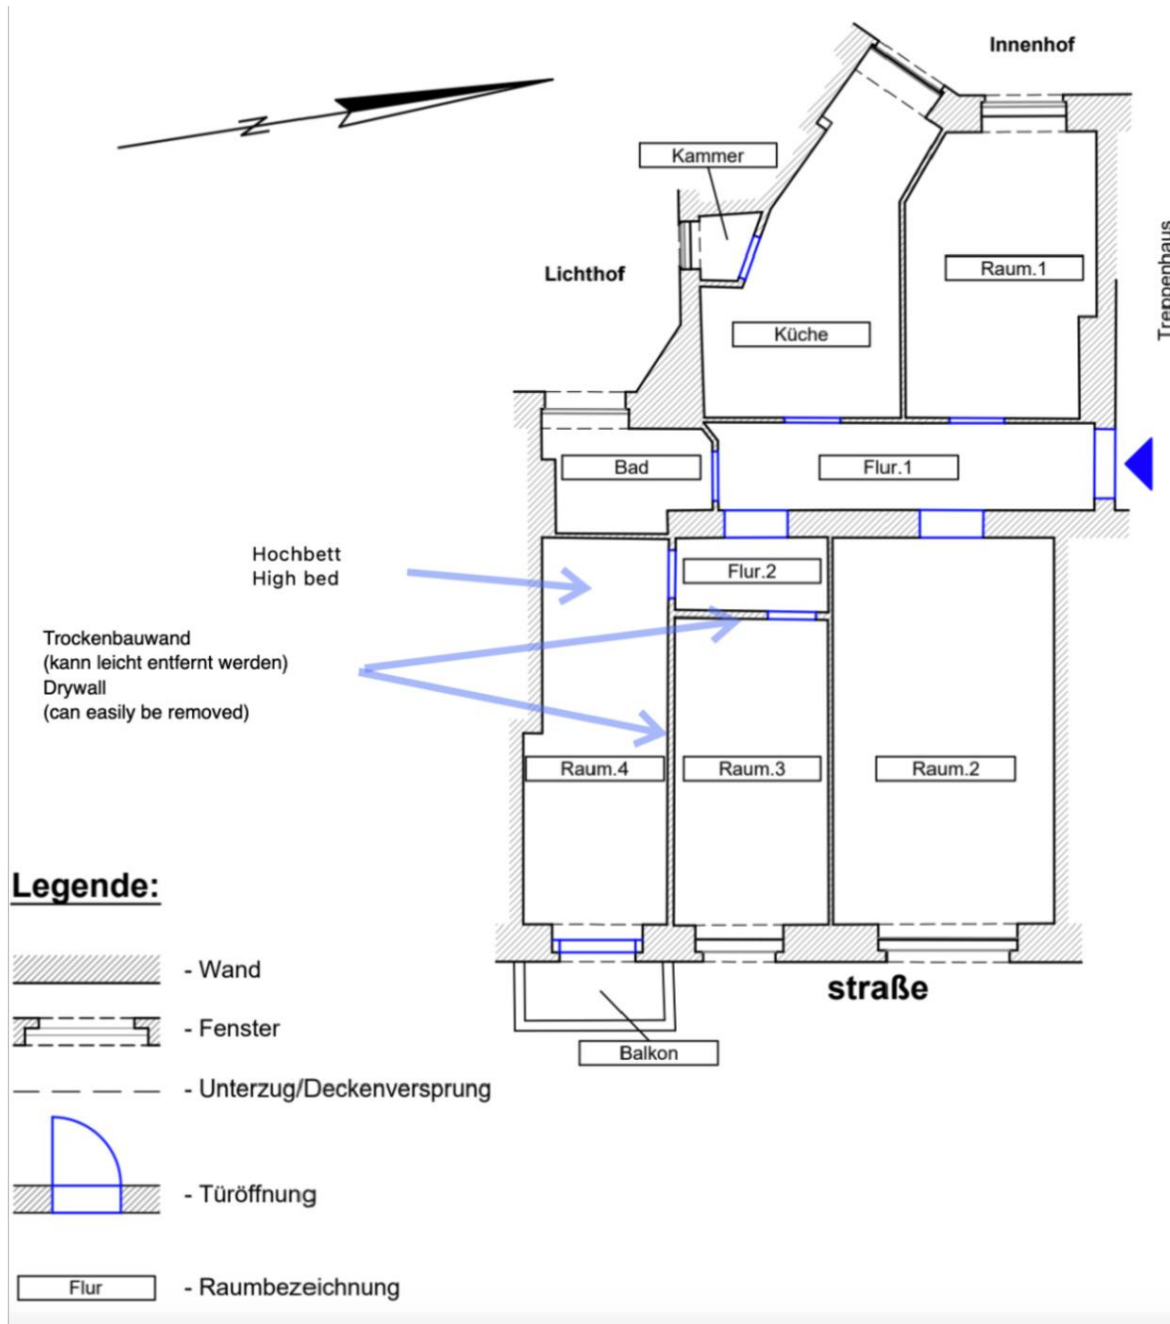 Innenhof
N
Kammer
Treppenhaus
Lichthof
Raum.1
Küche
Bad
Flur.1
Hochbett
High bed
Flur.2
Trockenbauwand
(kann leicht entfernt werden)
Drywall
(can easily be removed)
Raum.4
Raum.3
Raum.2
straße
Balkon
Legende:
- Wand
- Fenster
- Unterzug/Deckenversprung
- Türöffnung
Flur
- Raumbezeichnung